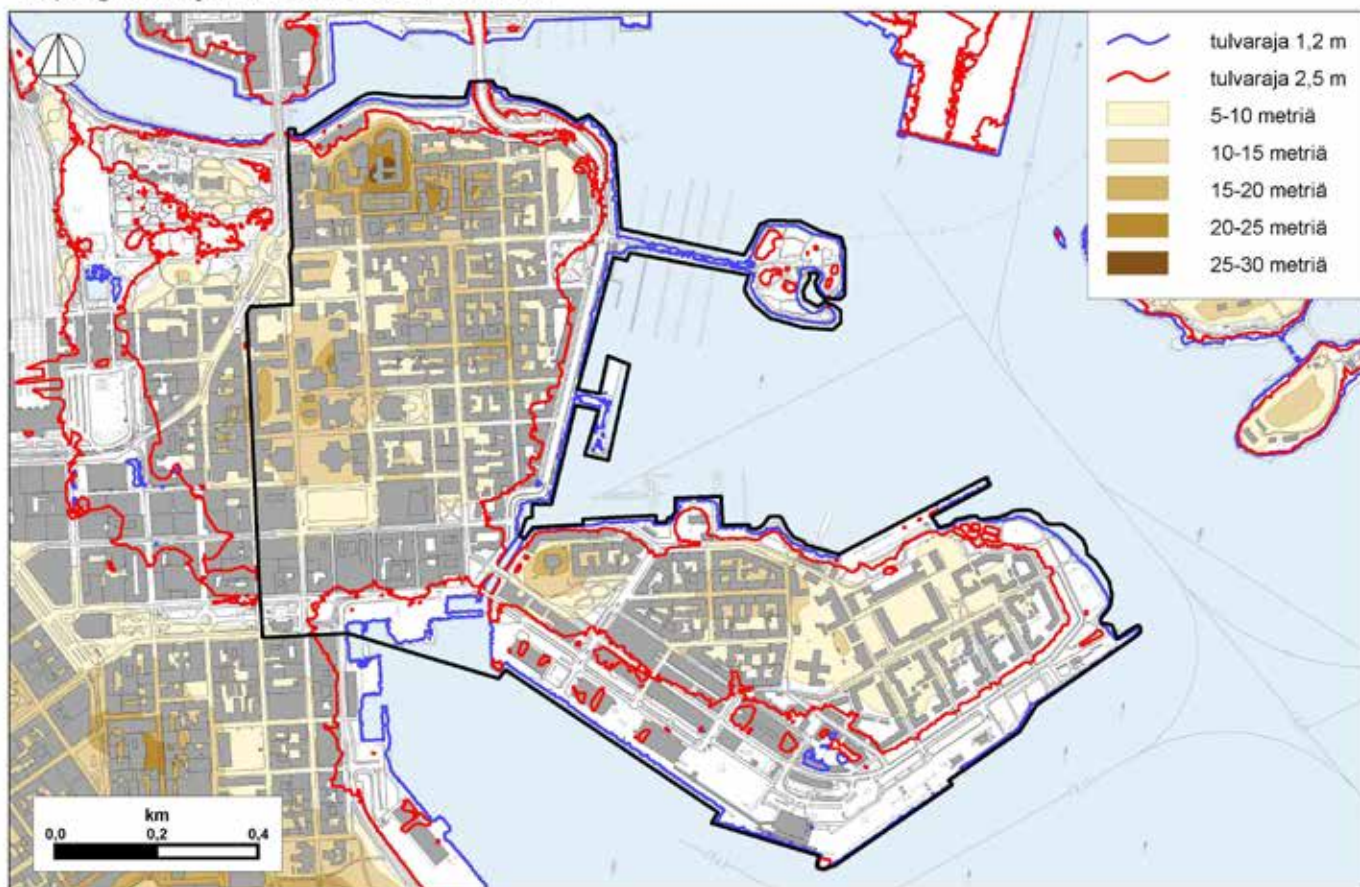 tulvaraja 1,2 m
tulvaraja 2,5 m
5-10 metriä
10-15 metriä
15-20 metriä
20-25 metriä
25-30 metriä
km
0,0 0,2 0,4